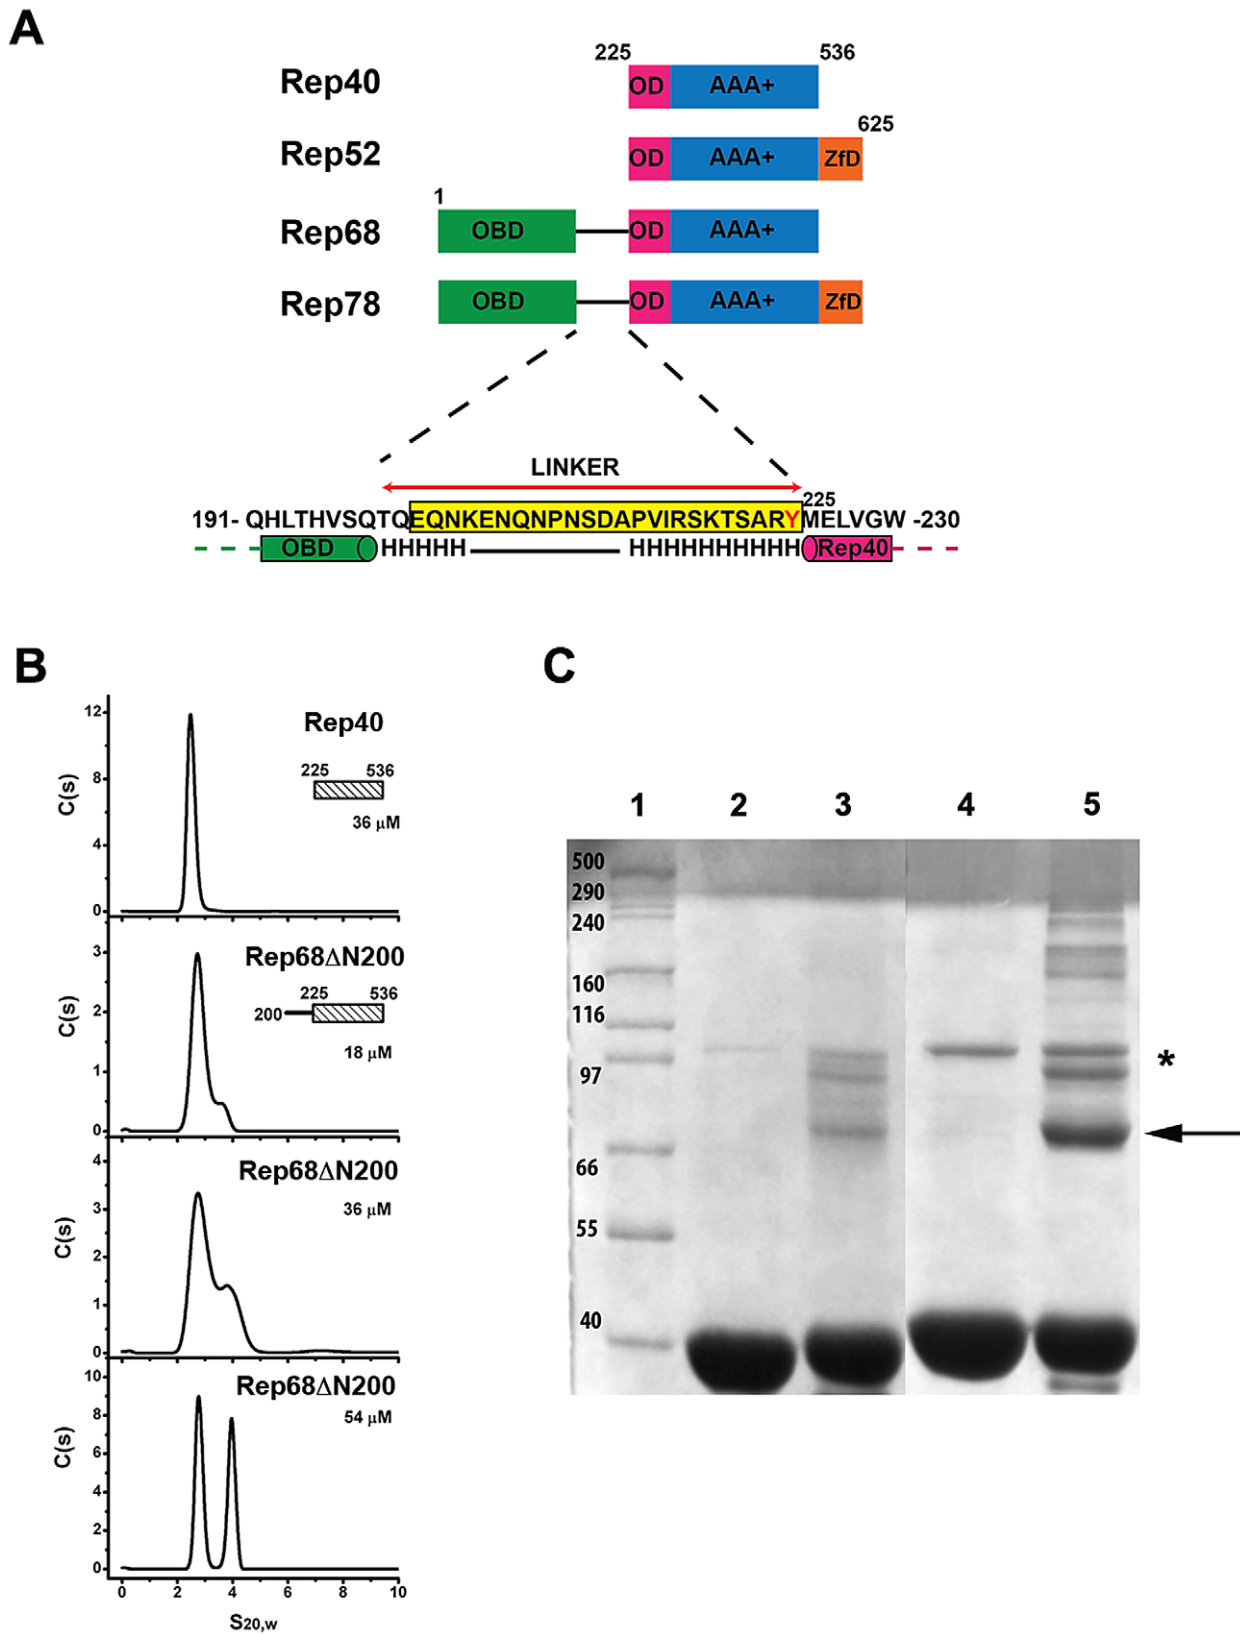 A
225 536
Rep40 OD AAA+
625
Rep52 OD AAA+ ZfD
1
Rep68 OBD OD AAA+
Rep78 OBD OD AAA+ ZfD
LINKER
225
191- QHLTHVSQTQEQNKENQNPNSDAPVIRSKTSARYMELVGW -230
OBD HHHHH HHHHHHHHHH Rep40
B
12
8
4
0
C(s)
Rep40
225 536
36 μM
3
2
1
0
C(s)
Rep68ΔN200
225 536
200
18 μM
4
3
2
1
0
C(s)
Rep68ΔN200
36 μM
10
8
6
4
2
0
C(s)
Rep68ΔN200
54 μM
0 2 4 6 8 10
S20,w
C
1 2 3 4 5
500
290
240
160
116
97
66
55
40
*